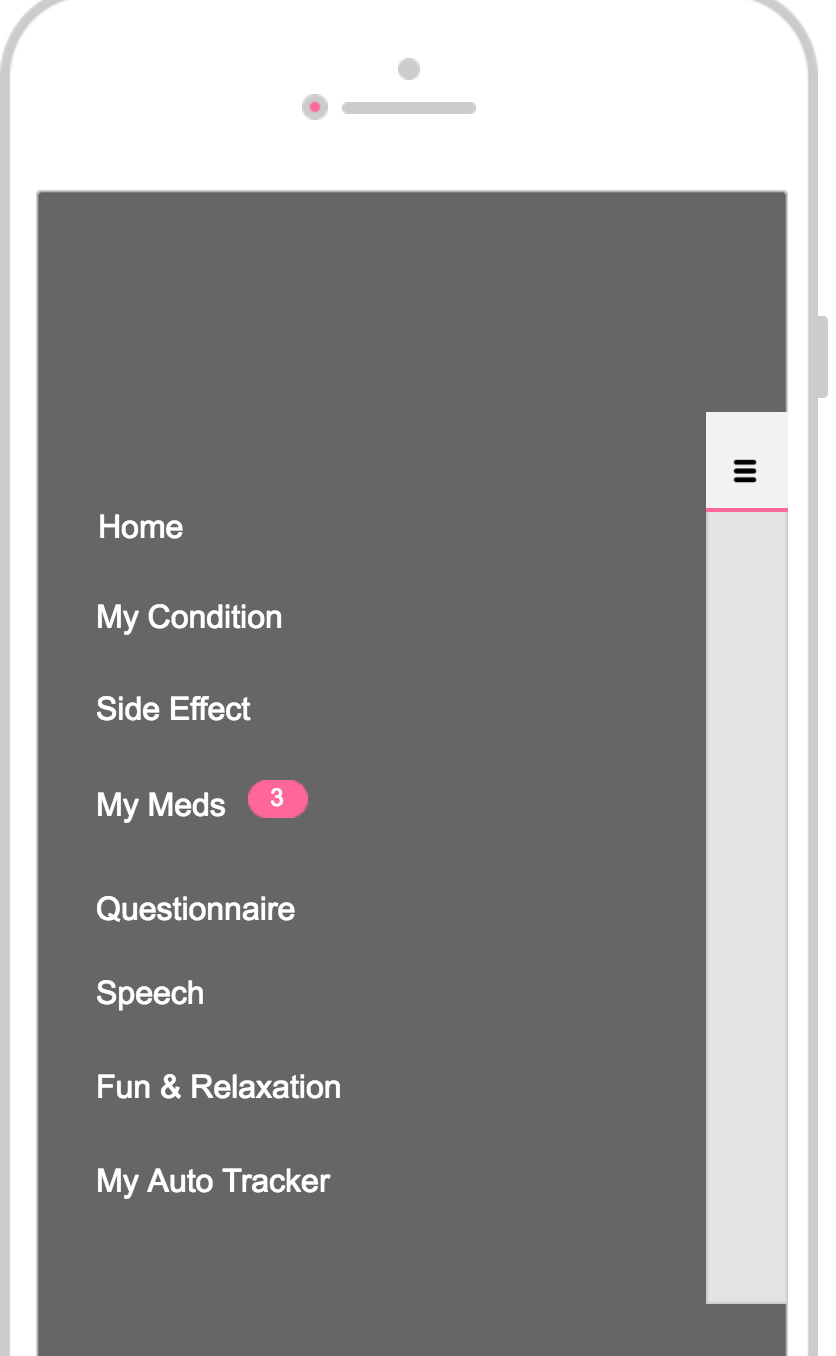 Home
My Condition
Side Effect
My Meds 3
Questionnaire
Speech
Fun & Relaxation
My Auto Tracker